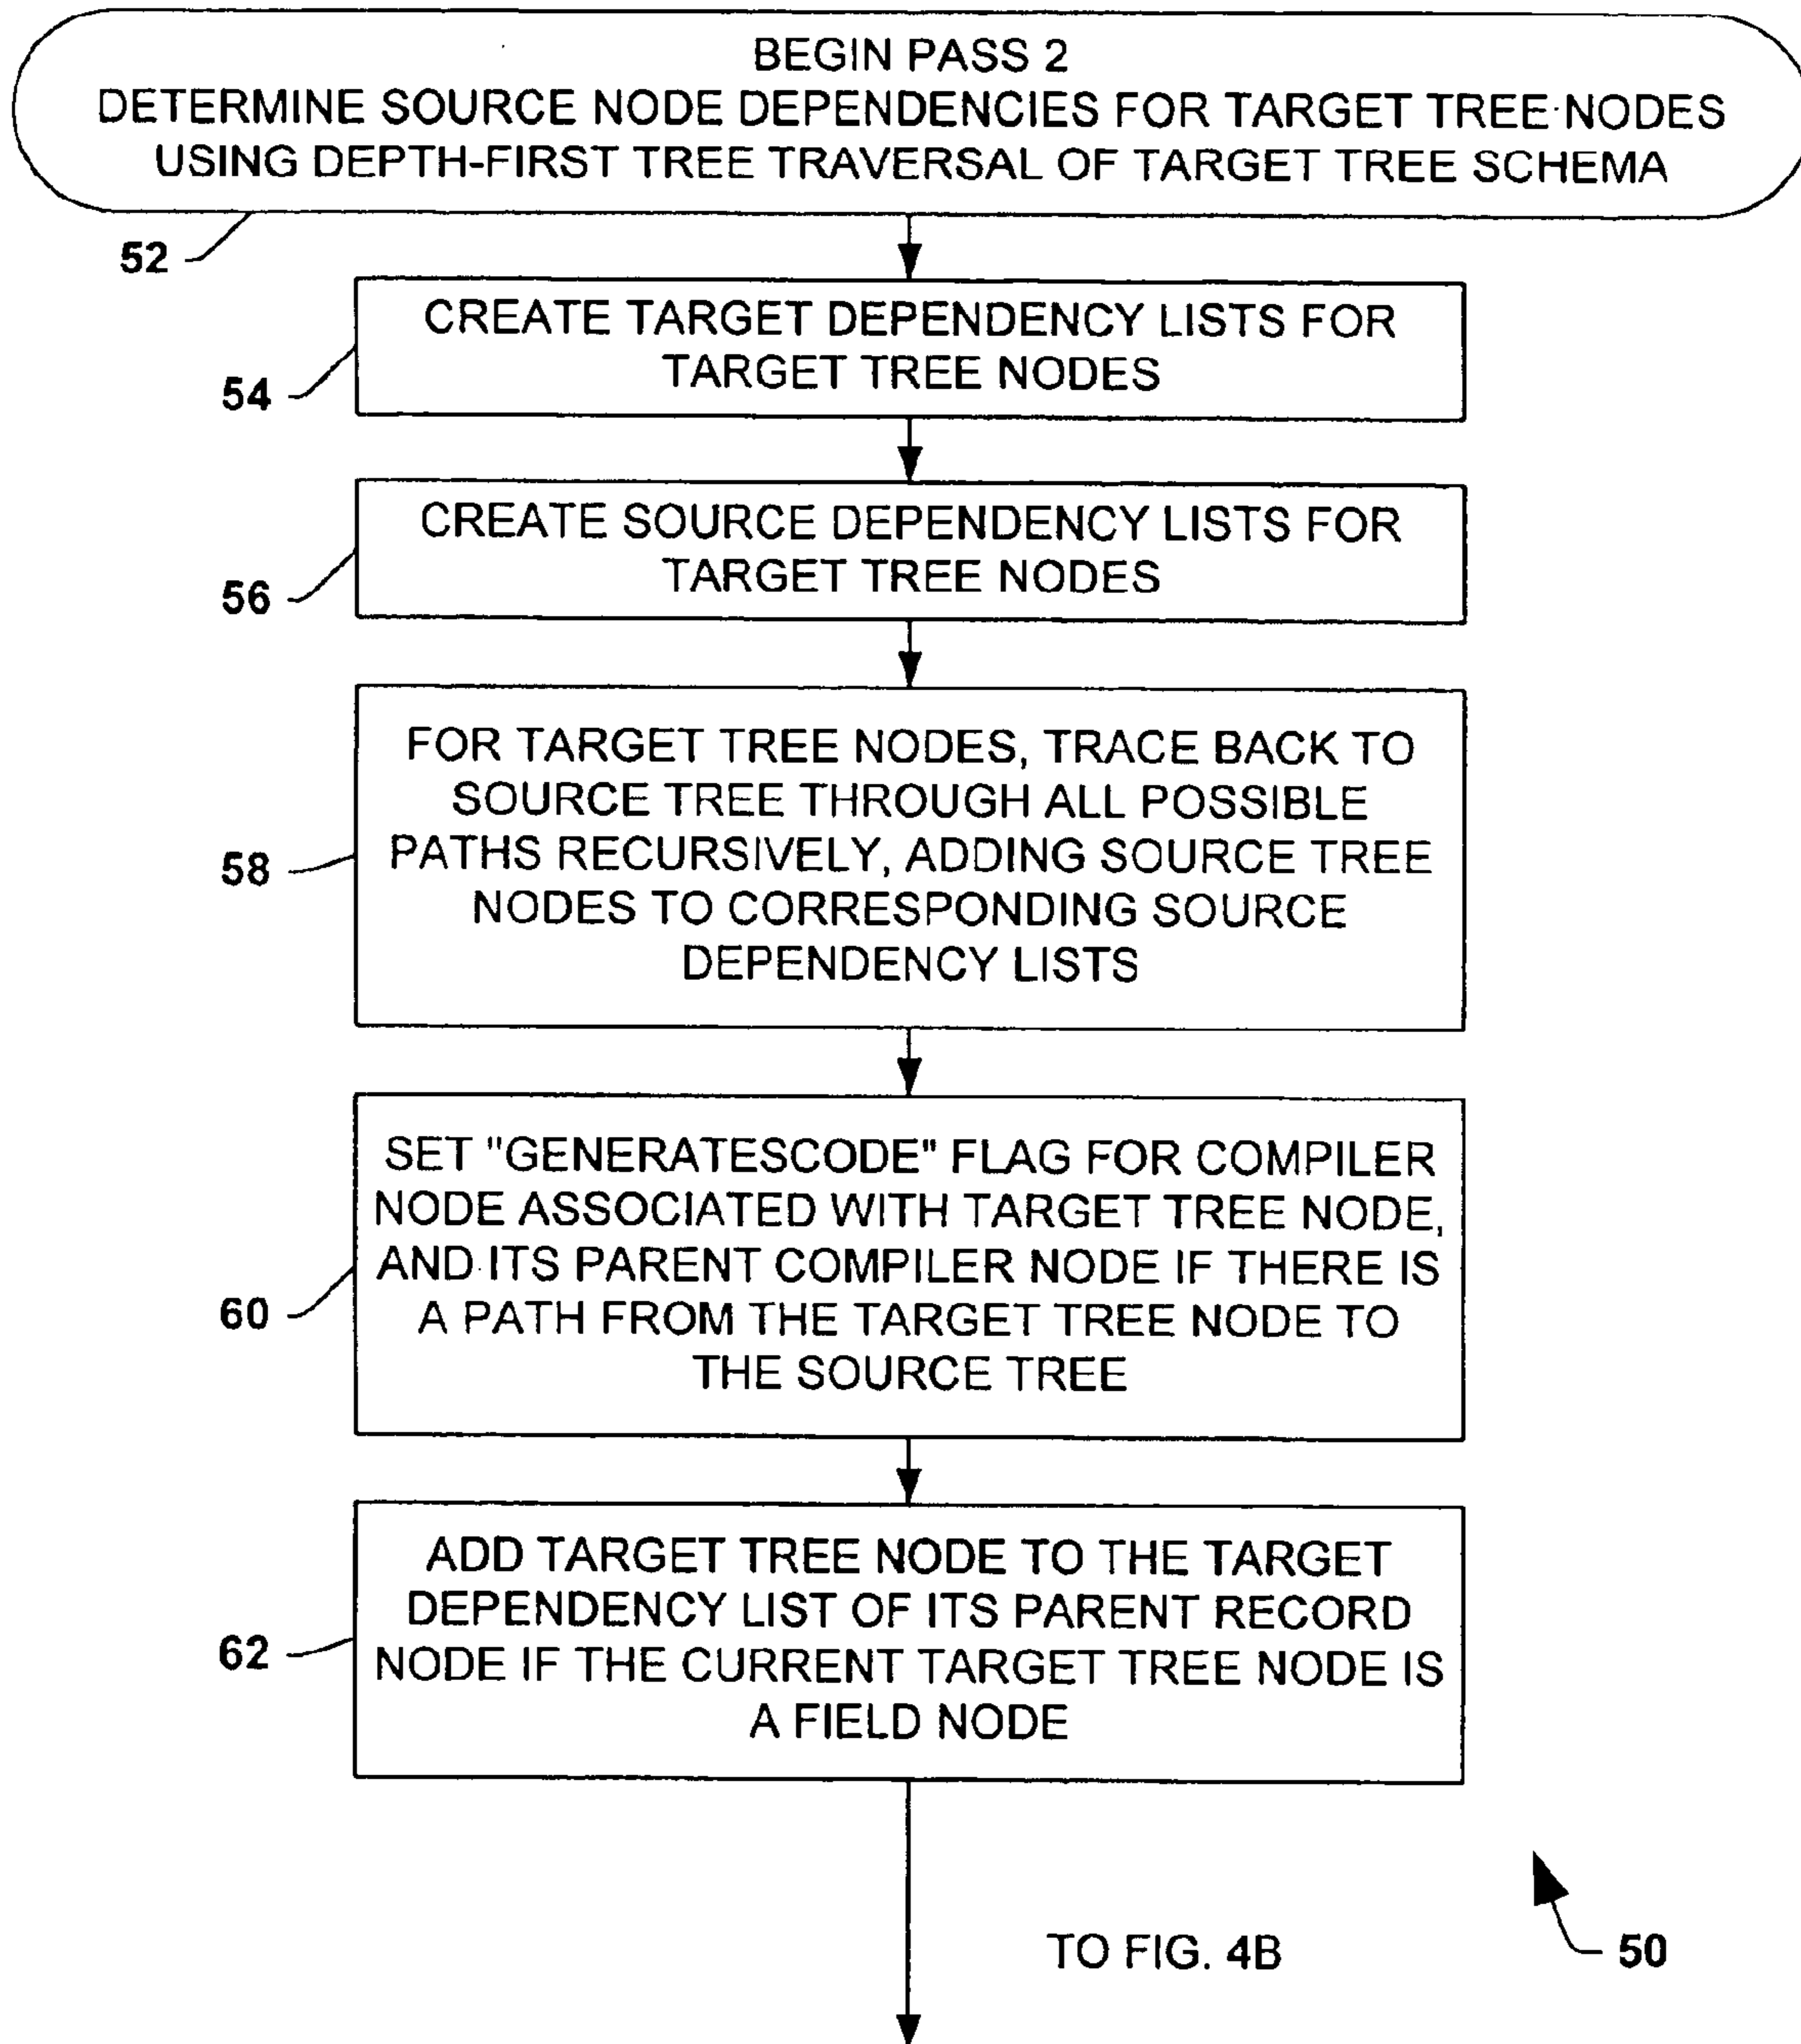 BEGIN PASS 2
DETERMINE SOURCE NODE DEPENDENCIES FOR TARGET TREE NODES
USING DEPTH-FIRST TREE TRAVERSAL OF TARGET TREE SCHEMA
52
CREATE TARGET DEPENDENCY LISTS FOR
TARGET TREE NODES
54
CREATE SOURCE DEPENDENCY LISTS FOR
TARGET TREE NODES
56
FOR TARGET TREE NODES, TRACE BACK TO
SOURCE TREE THROUGH ALL POSSIBLE
PATHS RECURSIVELY, ADDING SOURCE TREE
NODES TO CORRESPONDING SOURCE
DEPENDENCY LISTS
58
SET "GENERATESCODE" FLAG FOR COMPILER
NODE ASSOCIATED WITH TARGET TREE NODE,
AND ITS PARENT COMPILER NODE IF THERE IS
A PATH FROM THE TARGET TREE NODE TO
THE SOURCE TREE
60
ADD TARGET TREE NODE TO THE TARGET
DEPENDENCY LIST OF ITS PARENT RECORD
NODE IF THE CURRENT TARGET TREE NODE IS
A FIELD NODE
62
TO FIG. 4B
50